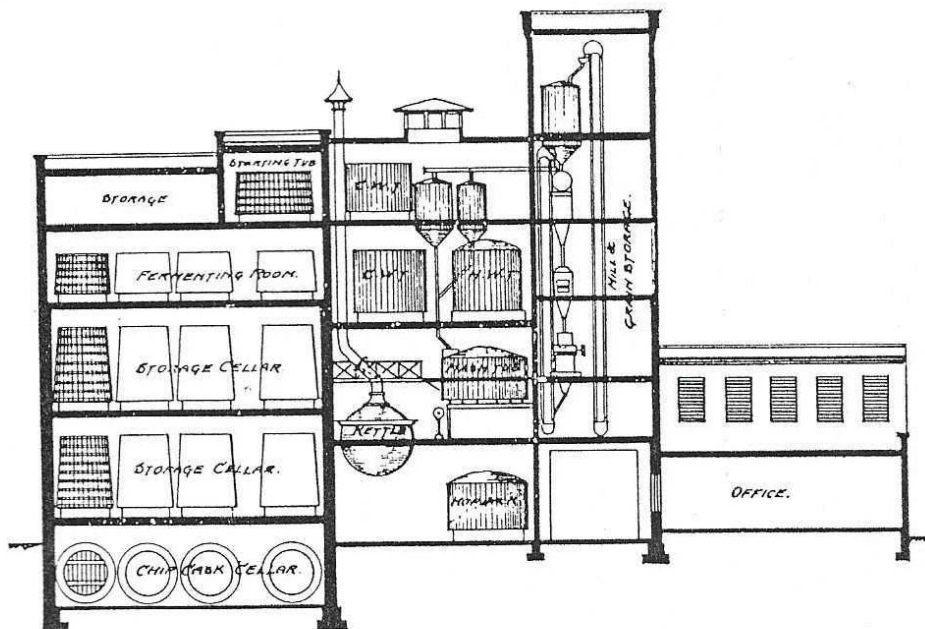 STARTING TUB
STORAGE
C.W.T.
FERMENTING ROOM.
C.W.T.
H.W.T.
MILL &
GRAIN STORAGE.
STORAGE CELLAR
MASH TUB
KETTLE
STORAGE CELLAR.
HOP JACK
OFFICE.
CHIP CASK CELLAR.